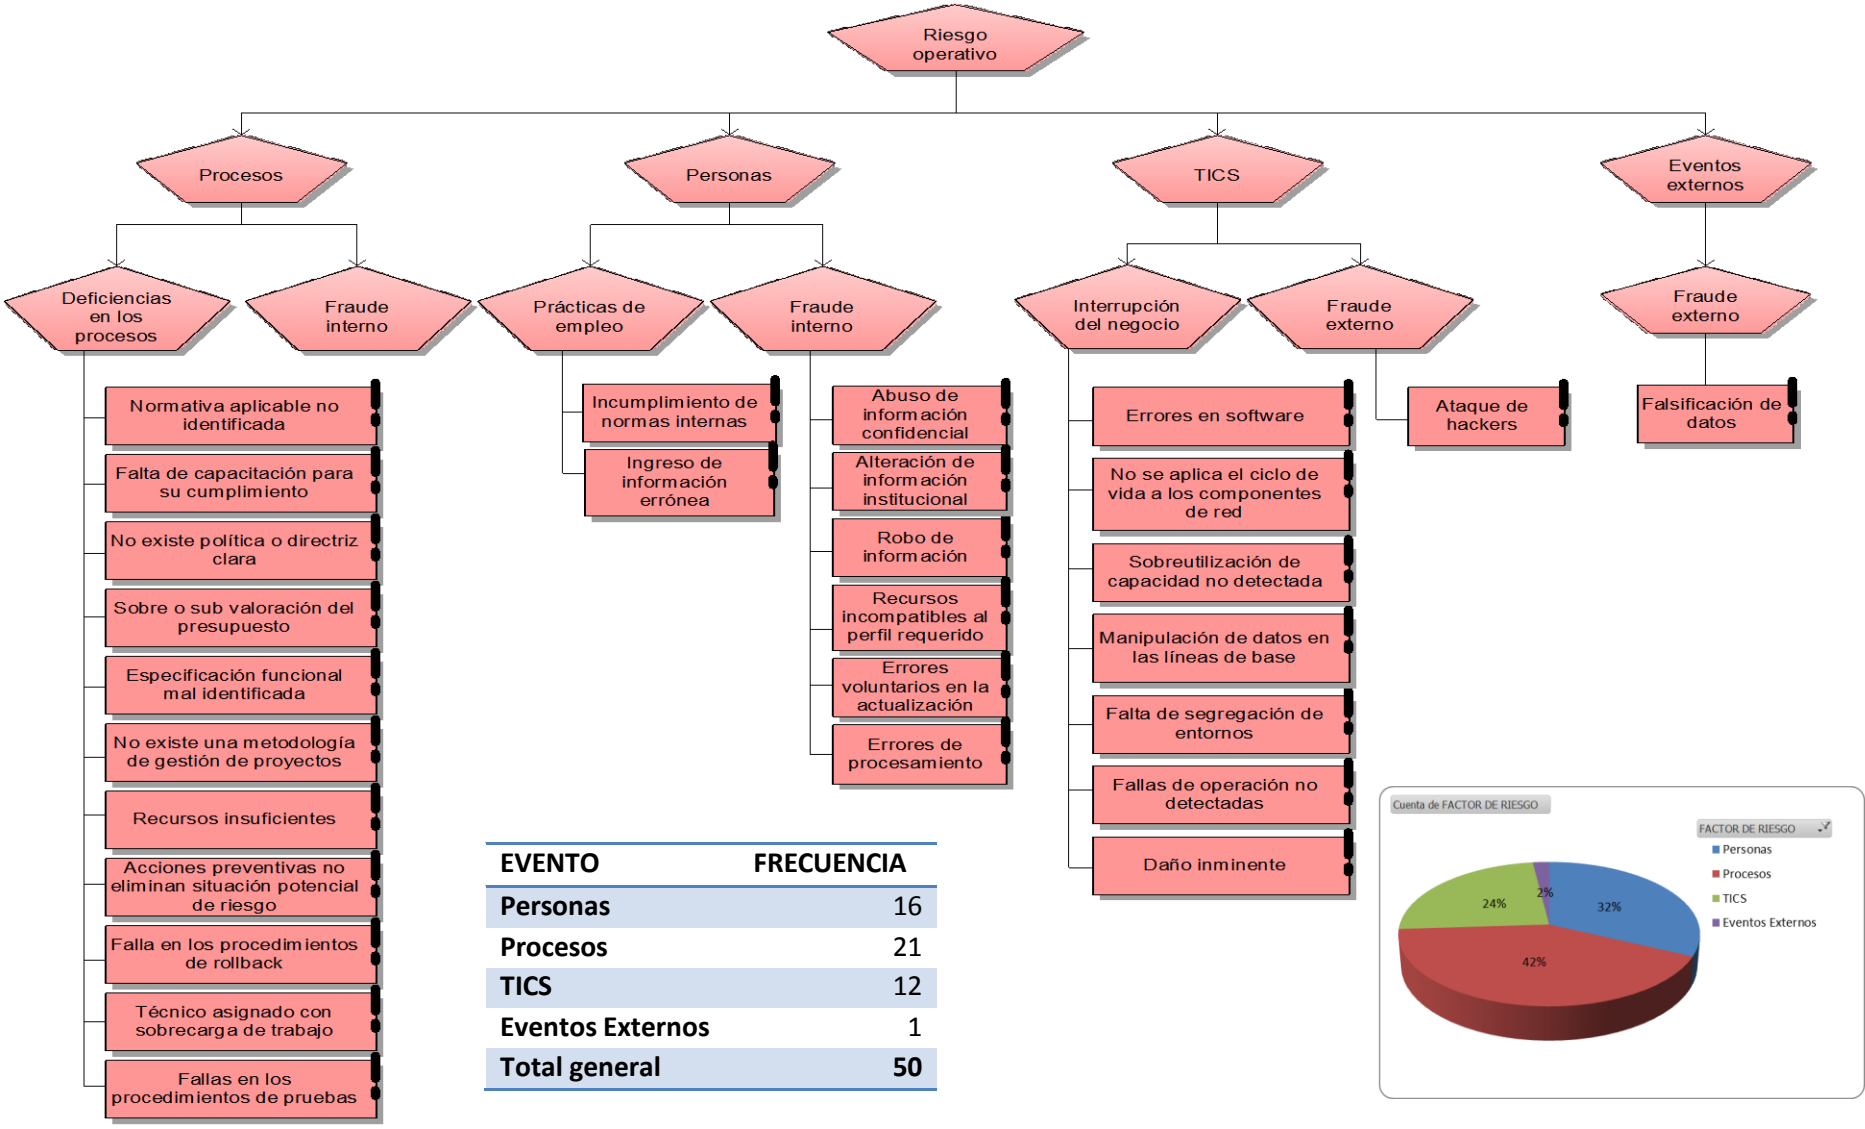 Riesgo
operativo
Procesos
Personas
TICS
Eventos
externos
Deficiencias
en los
procesos
Fraude
interno
Prácticas de
empleo
Fraude
interno
Interrupción
del negocio
Fraude
externo
Fraude
externo
Normativa aplicable no
identificada
Falta de capacitación para
su cumplimiento
No existe política o directriz
clara
Sobre o sub valoración del
presupuesto
Especificación funcional
mal identificada
No existe una metodología
de gestión de proyectos
Recursos insuficientes
Acciones preventivas no
eliminan situación potencial
de riesgo
Falla en los procedimientos
de rollback
Técnico asignado con
sobrecarga de trabajo
Fallas en los
procedimientos de pruebas
Incumplimiento de
normas internas
Ingreso de
información
errónea
Abuso de
información
confidencial
Alteración de
información
institucional
Robo de
información
Recursos
incompatibles al
perfil requerido
Errores
voluntarios en la
actualización
Errores de
procesamiento
Errores en software
No se aplica el ciclo de
vida a los componentes
de red
Sobreutilización de
capacidad no detectada
Manipulación de datos en
las líneas de base
Falta de segregación de
entornos
Fallas de operación no
detectadas
Daño inminente
Ataque de
hackers
Falsificación de
datos
EVENTO FRECUENCIA
Personas 16
Procesos 21
TICS 12
Eventos Externos 1
Total general 50
Cuenta de FACTOR DE RIESGO
FACTOR DE RIESGO
Personas
Procesos
TICS
Eventos Externos
2%
24%
32%
42%